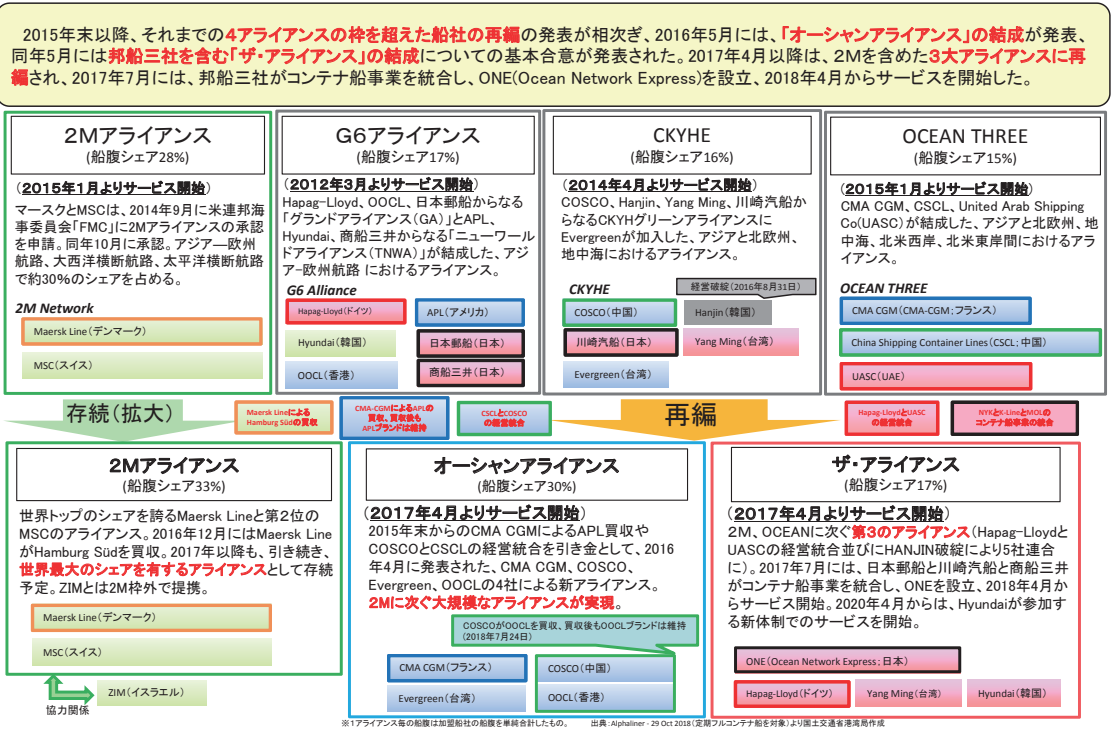 2015年末以降、それまでの4アライアンスの枠を超えた船社の再編の発表が相次ぎ、2016年5月には、「オーシャンアライアンス」の結成が発表、
同年5月には邦船三社を含む「ザ・アライアンス」の結成についての基本合意が発表された。2017年4月以降は、2Mを含めた3大アライアンスに再
編され、2017年7月には、邦船三社がコンテナ船事業を統合し、ONE(Ocean Network Express)を設立、2018年4月からサービスを開始した。
2Mアライアンス
(船腹シェア28%)
(2015年1月よりサービス開始)
マースクとMSCは、2014年9月に米連邦海
事委員会「FMC」に2Mアライアンスの承認
を申請。同年10月に承認。アジア―欧州
航路、大西洋横断航路、太平洋横断航路
で約30%のシェアを占める。
2M Network
Maersk Line(デンマーク)
MSC(スイス)
G6アライアンス
(船腹シェア17%)
(2012年3月よりサービス開始)
Hapag-Lloyd、OOCL、日本郵船からなる
「グランドアライアンス(GA)」とAPL、
Hyundai、商船三井からなる「ニューワール
ドアライアンス(TNWA)」が結成した、アジ
ア-欧州航路 におけるアライアンス。
G6 Alliance
Hapag-Lloyd(ドイツ)
APL(アメリカ)
Hyundai(韓国)
日本郵船(日本)
OOCL(香港)
商船三井(日本)
CKYHE
(船腹シェア16%)
(2014年4月よりサービス開始)
COSCO、Hanjin、Yang Ming、川崎汽船か
らなるCKYHグリーンアライアンスに
Evergreenが加入した、アジアと北欧州、
地中海におけるアライアンス。
CKYHE
経営破綻(2016年8月31日)
COSCO(中国)
Hanjin(韓国)
川崎汽船(日本)
Yang Ming(台湾)
Evergreen(台湾)
OCEAN THREE
(船腹シェア15%)
(2015年1月よりサービス開始)
CMA CGM、CSCL、United Arab Shipping
Co(UASC)が結成した、アジアと北欧州、地
中海、北米西岸、北米東岸間におけるアラ
イアンス。
OCEAN THREE
CMA CGM(CMA-CGM;フランス)
China Shipping Container Lines(CSCL;中国)
UASC(UAE)
存続(拡大)
Maersk Lineによる
Hamburg Südの買収
CMA-CGMによるAPLの
買収、買収後も
APLブランドは維持
CSCLとCOSCO
の経営統合
再編
Hapag-LloydとUASC
の経営統合
NYKとK-LineとMOLの
コンテナ船事業の統合
2Mアライアンス
(船腹シェア33%)
世界トップのシェアを誇るMaersk Lineと第2位の
MSCのアライアンス。2016年12月にはMaersk Line
がHamburg Südを買収。2017年以降も、引き続き、
世界最大のシェアを有するアライアンスとして存続
予定。ZIMとは2M枠外で提携。
Maersk Line(デンマーク)
MSC(スイス)
協力関係
ZIM(イスラエル)
オーシャンアライアンス
(船腹シェア30%)
(2017年4月よりサービス開始)
2015年末からのCMA CGMによるAPL買収や
COSCOとCSCLの経営統合を引き金として、2016
年4月に発表された、CMA CGM、COSCO、
Evergreen、OOCLの4社による新アライアンス。
2Mに次ぐ大規模なアライアンスが実現。
COSCOがOOCLを買収、買収後もOOCLブランドは維持
(2018年7月24日)
CMA CGM(フランス)
COSCO(中国)
Evergreen(台湾)
OOCL(香港)
ザ・アライアンス
(船腹シェア17%)
(2017年4月よりサービス開始)
2M、OCEANに次ぐ第3のアライアンス(Hapag-Lloydと
UASCの経営統合並びにHANJIN破綻により5社連合
に)。2017年7月には、日本郵船と川崎汽船と商船三井
がコンテナ船事業を統合し、ONEを設立、2018年4月か
らサービス開始。2020年4月からは、Hyundaiが参加す
る新体制でのサービスを開始。
ONE(Ocean Network Express;日本)
Hapag-Lloyd(ドイツ)
Yang Ming(台湾)
Hyundai(韓国)
※1アライアンス毎の船腹は加盟船社の船腹を単純合計したもの。 出典:Alphaliner - 29 Oct 2018(定期フルコンテナ船を対象)より国土交通省港湾局作成